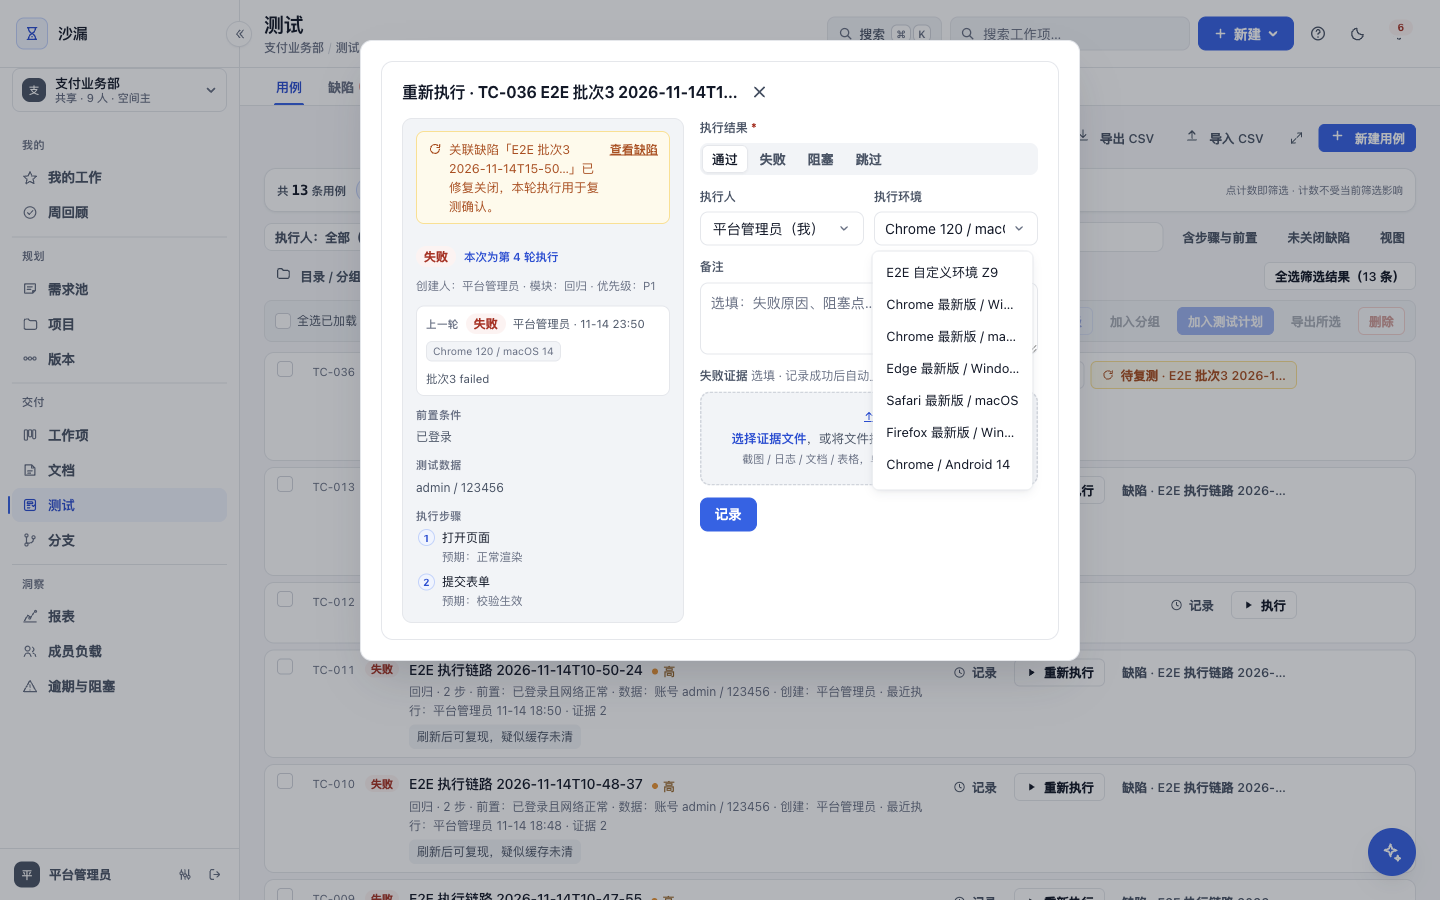 沙漏
支
支付业务部
共享 · 9 人 · 空间主
我的
我的工作
周回顾
规划
需求池
项目
版本
交付
工作项
文档
测试
分支
洞察
报表
成员负载
逾期与阻塞
平
平台管理员
测试
支付业务部 / 测试
搜索 ⌘ K
搜索工作项...
新建
6
用例
缺陷
导出 CSV
导入 CSV
新建用例
共 13 条用例
点计数即筛选 · 计数不受当前筛选影响
执行人：全部（
含步骤与前置
未关闭缺陷
视图
目录 / 分组
全选筛选结果（13 条）
全选已加载
加入分组
加入测试计划
导出所选
删除
TC-036
待复测 · E2E 批次3 2026-1...
TC-013
行
缺陷 · E2E 执行链路 2026-...
TC-012
记录
执行
TC-011
失败
E2E 执行链路 2026-11-14T10-50-24
高
记录
重新执行
缺陷 · E2E 执行链路 2026-...
回归 · 2 步 · 前置：已登录且网络正常 · 数据：账号 admin / 123456 · 创建：平台管理员 · 最近执
行：平台管理员 11-14 18:50 · 证据 2
刷新后可复现，疑似缓存未清
TC-010
失败
E2E 执行链路 2026-11-14T10-48-37
高
记录
重新执行
缺陷 · E2E 执行链路 2026-...
回归 · 2 步 · 前置：已登录且网络正常 · 数据：账号 admin / 123456 · 创建：平台管理员 · 最近执
行：平台管理员 11-14 18:48 · 证据 2
刷新后可复现，疑似缓存未清
TC-009
失败
E2E 执行链路 2026-11-14T10-47-55
高
记录
重新执行
重新执行 · TC-036 E2E 批次3 2026-11-14T1...
关联缺陷「E2E 批次3
2026-11-14T15-50...」已
修复关闭，本轮执行用于复
测确认。
查看缺陷
失败
本次为第 4 轮执行
创建人：平台管理员 · 模块：回归 · 优先级：P1
上一轮
失败
平台管理员 · 11-14 23:50
Chrome 120 / macOS 14
批次3 failed
前置条件
已登录
测试数据
admin / 123456
执行步骤
1 打开页面
预期：正常渲染
2 提交表单
预期：校验生效
执行结果 *
通过
失败
阻塞
跳过
执行人
执行环境
平台管理员（我）
Chrome 120 / mac
备注
选填：失败原因、阻塞点...
失败证据 选填 · 记录成功后自动
选择证据文件，或将文件
截图 / 日志 / 文档 / 表格，
记录
E2E 自定义环境 Z9
Chrome 最新版 / Wi...
Chrome 最新版 / ma...
Edge 最新版 / Windo...
Safari 最新版 / macOS
Firefox 最新版 / Win...
Chrome / Android 14